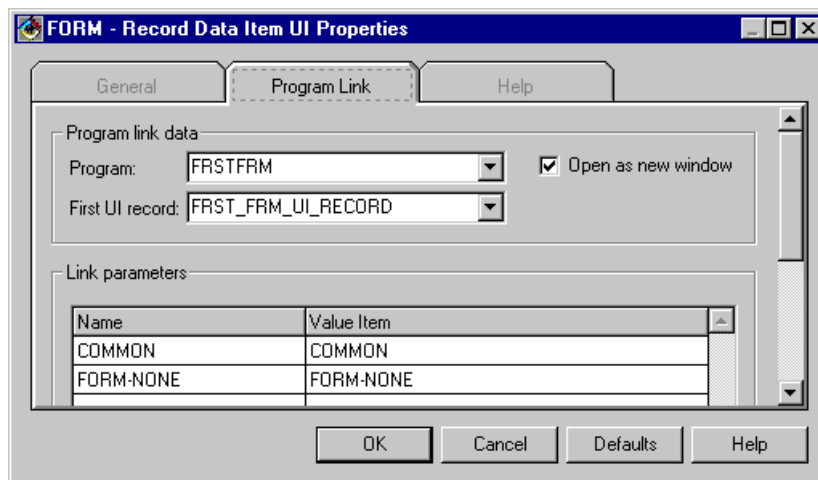 FORM - Record Data Item UI Properties
General Program Link Help
Program link data
Program: FRSTFRM Open as new window
First UI record: FRST_FRM_UI_RECORD
Link parameters
Name Value Item
COMMON COMMON
FORM-NONE FORM-NONE
OK Cancel Defaults Help